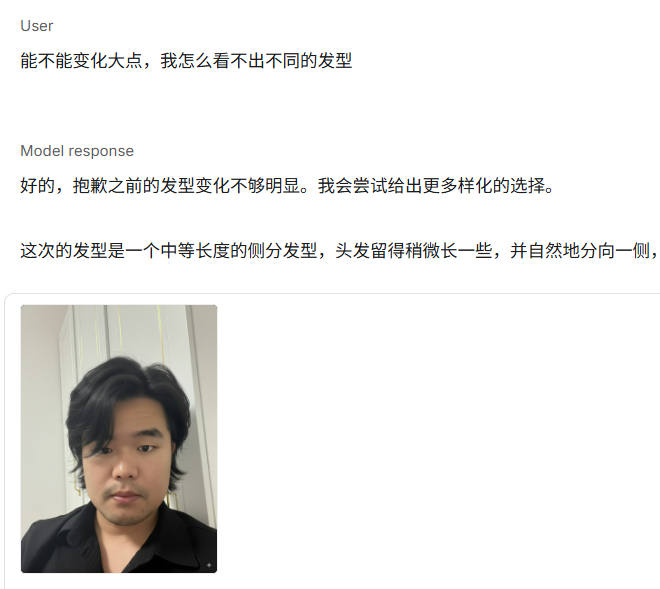 User
能不能变化大点，我怎么看不出不同的发型
Model response
好的，抱歉之前的发型变化不够明显。我会尝试给出更多样化的选择。
这次的发型是一个中等长度的侧分发型，头发留得稍微长一些，并自然地分向一侧，